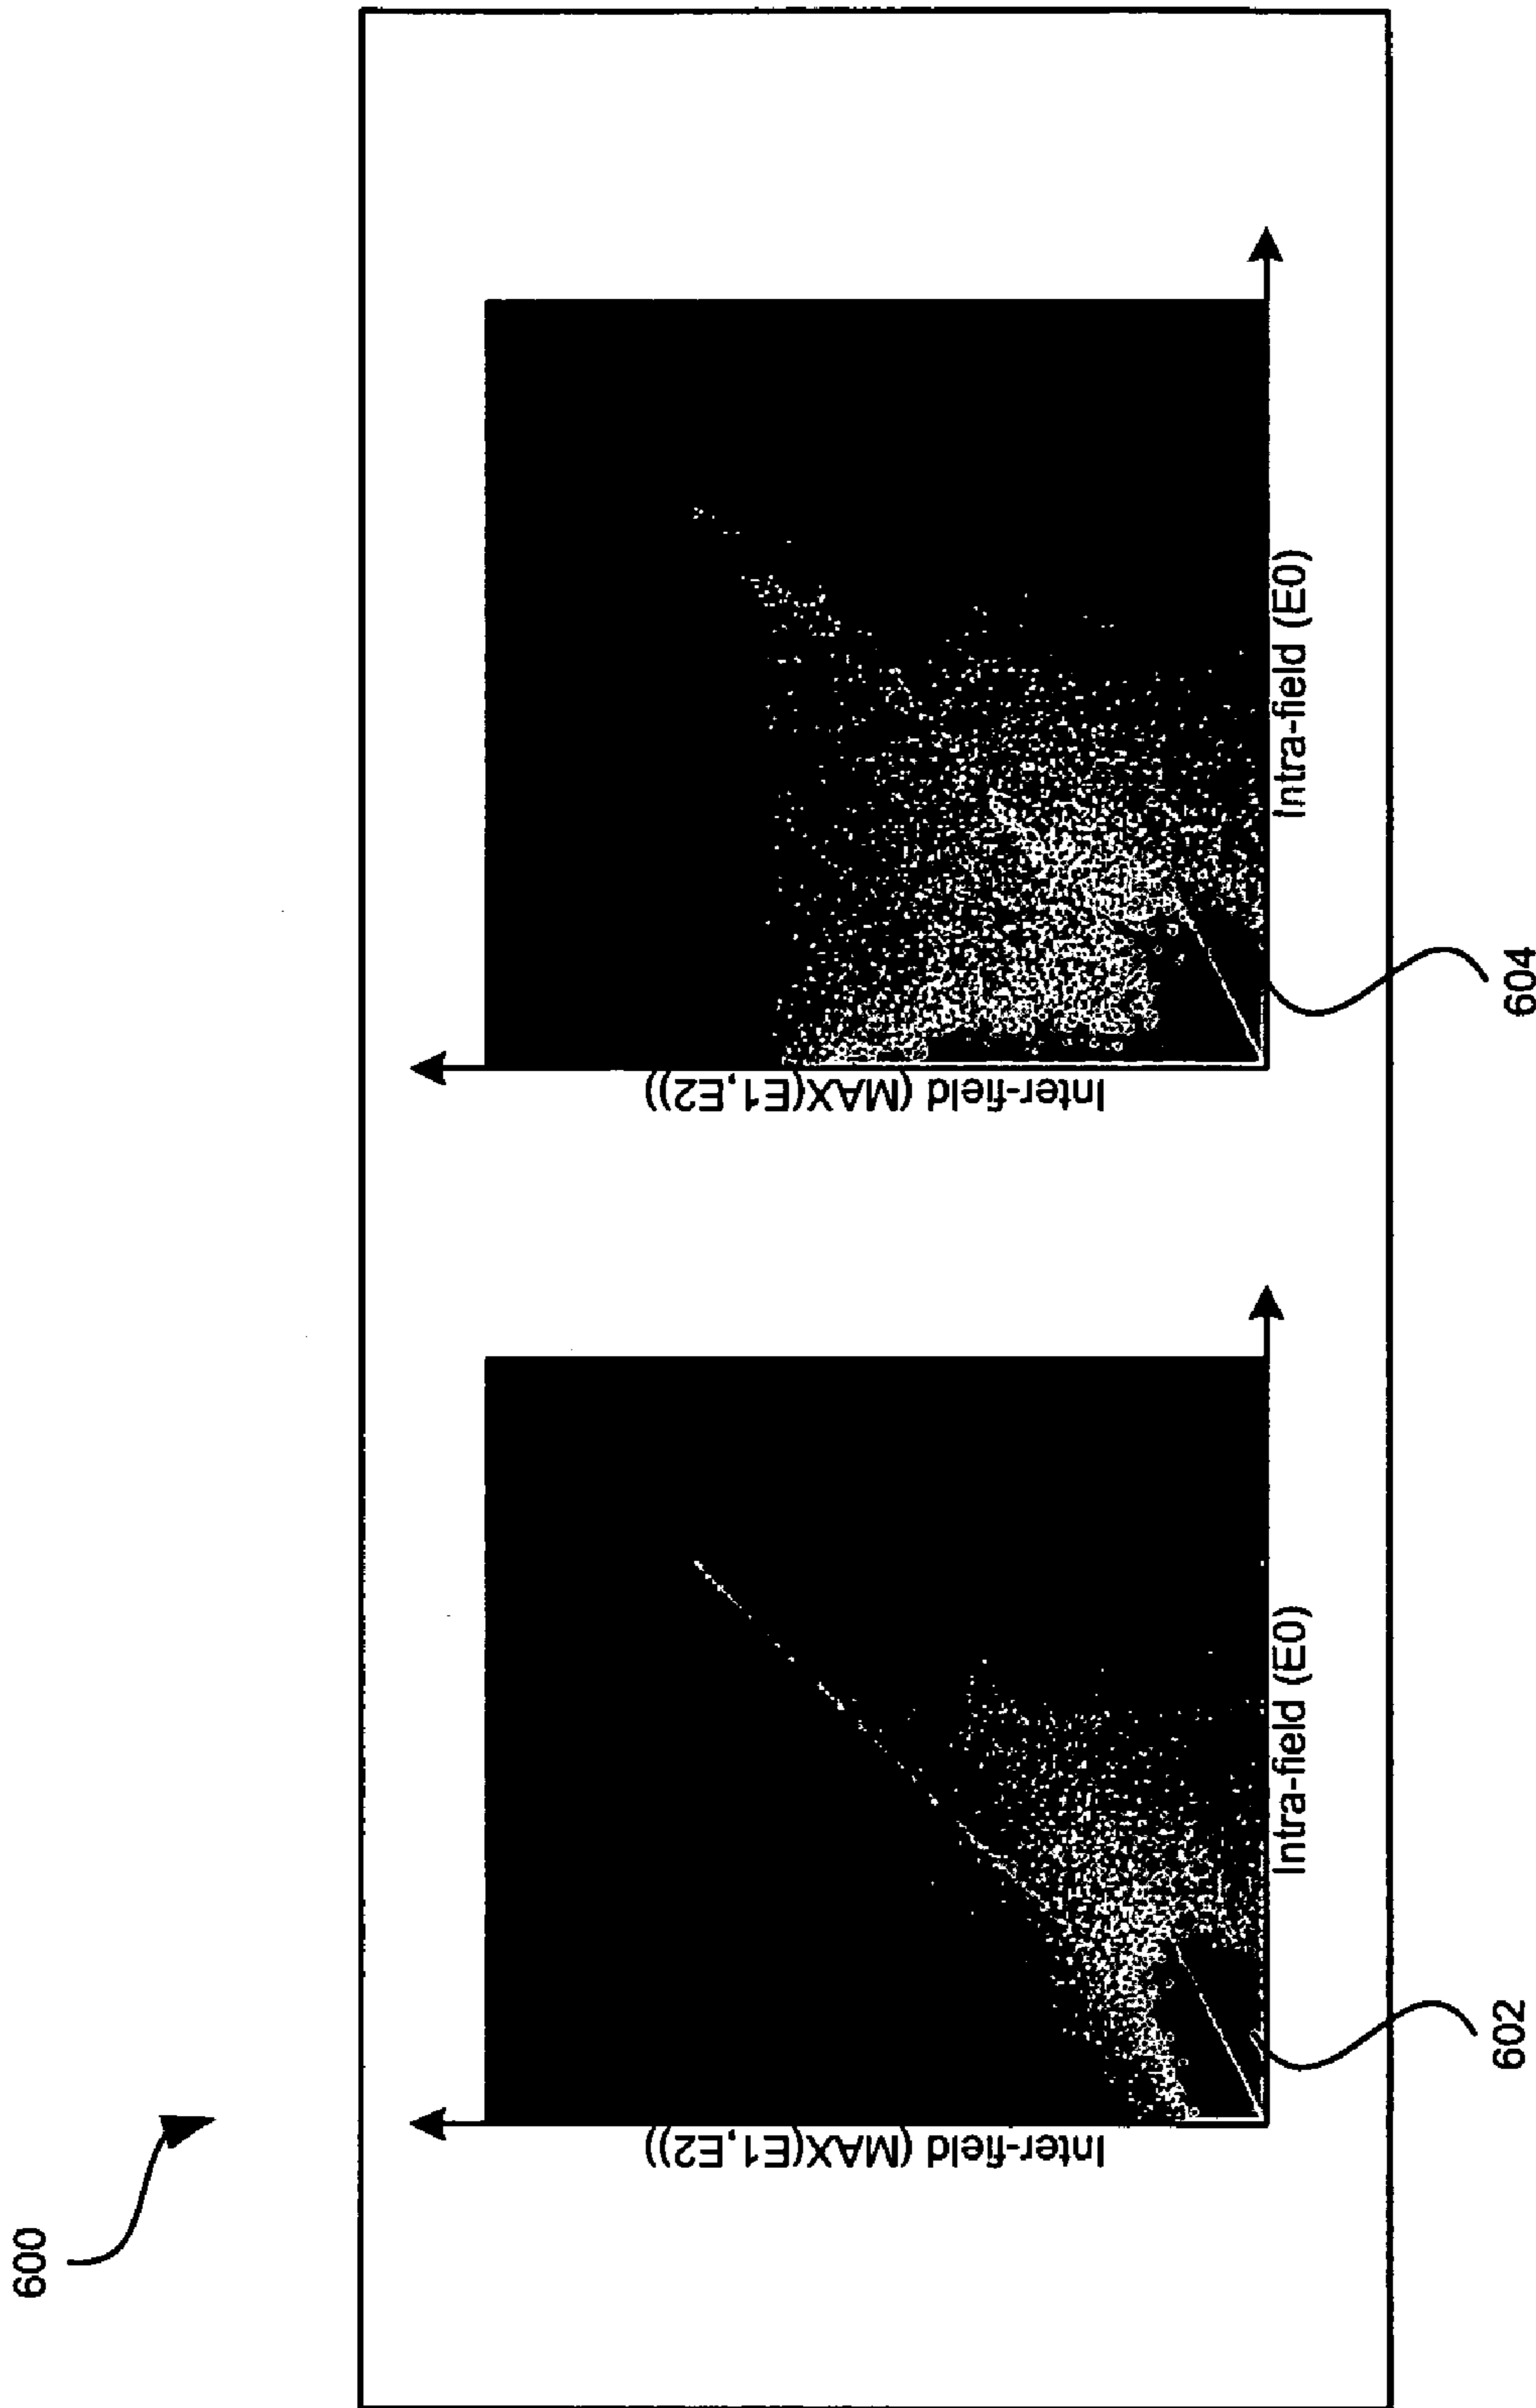 600
Inter-field (MAX(E1,E2))
Intra-field (E0)
602
Inter-field (MAX(E1,E2))
Intra-field (E0)
604